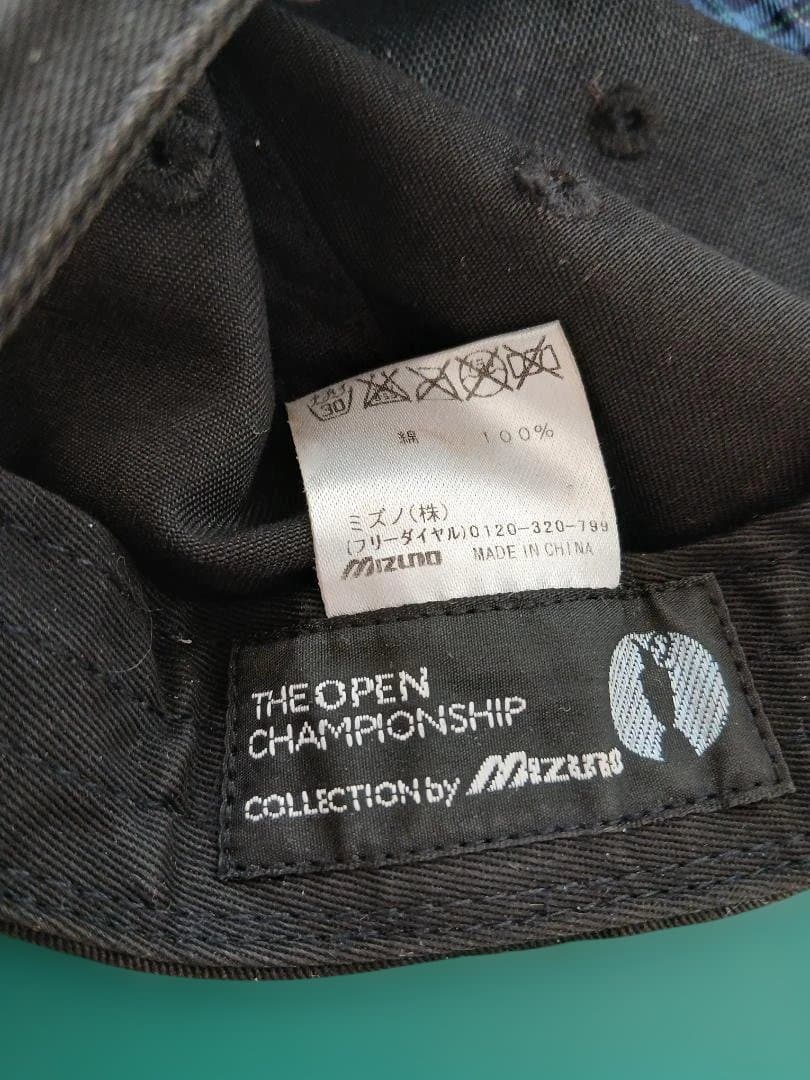 30
綿 100%
ミズノ(株)
(フリーダイヤル)0120-320-799
MIZUNO MADE IN CHINA
THE OPEN
CHAMPIONSHIP
COLLECTION by MIZUNO